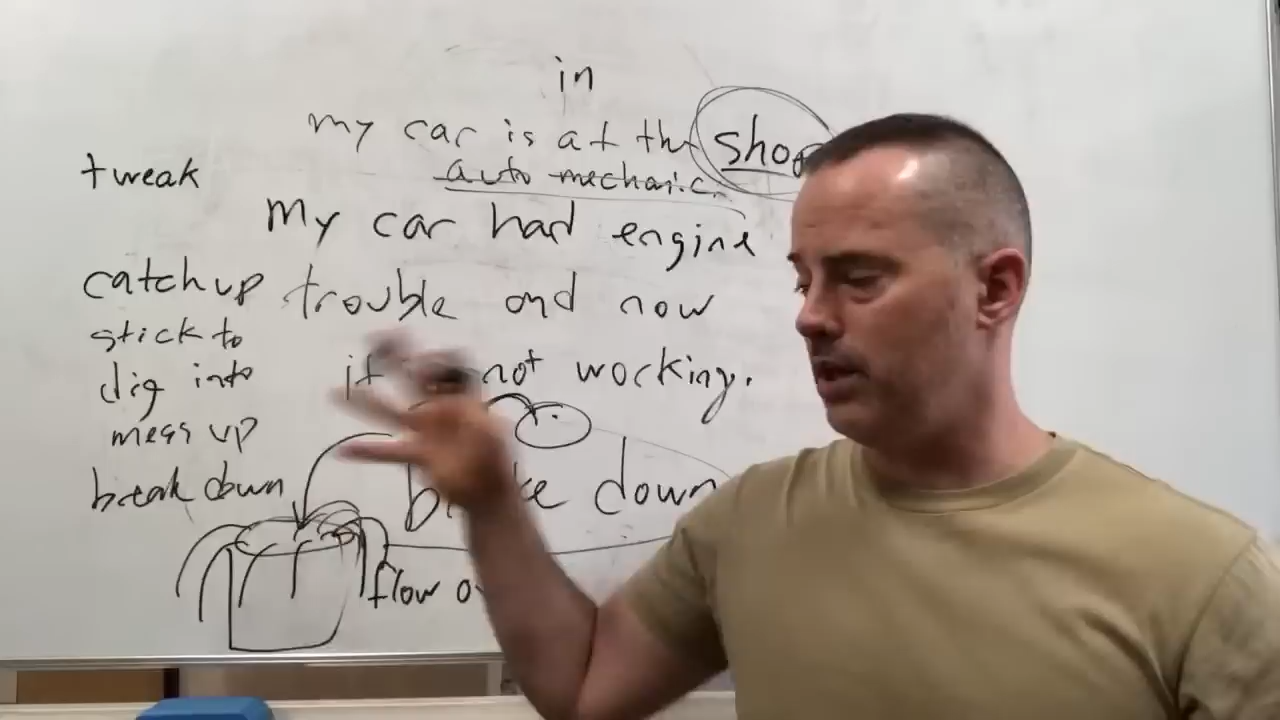 in
my car is at the shop
auto mechanic
tweak
My car had engine
catch up trouble and now
stick to
dig into it not working.
mess up
break down broke down
flow